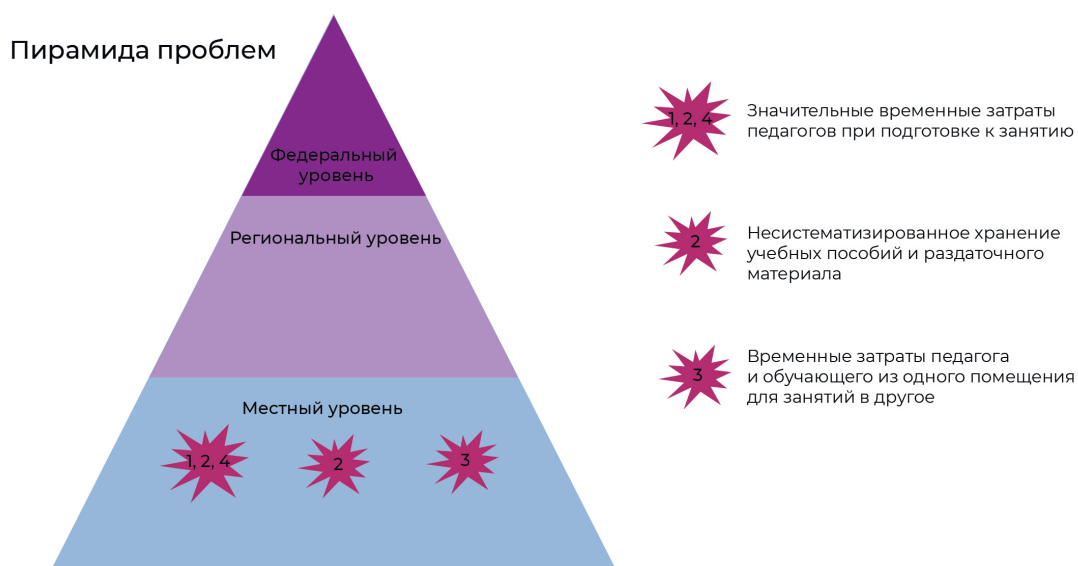 Пирамида проблем
Федеральный
уровень
Региональный уровень
Местный уровень
1, 2, 4
2
3
1, 2, 4
Значительные временные затраты
педагогов при подготовке к занятию
2
Несистематизированное хранение
учебных пособий и раздаточного
материала
3
Временные затраты педагога
и обучающего из одного помещения
для занятий в другое